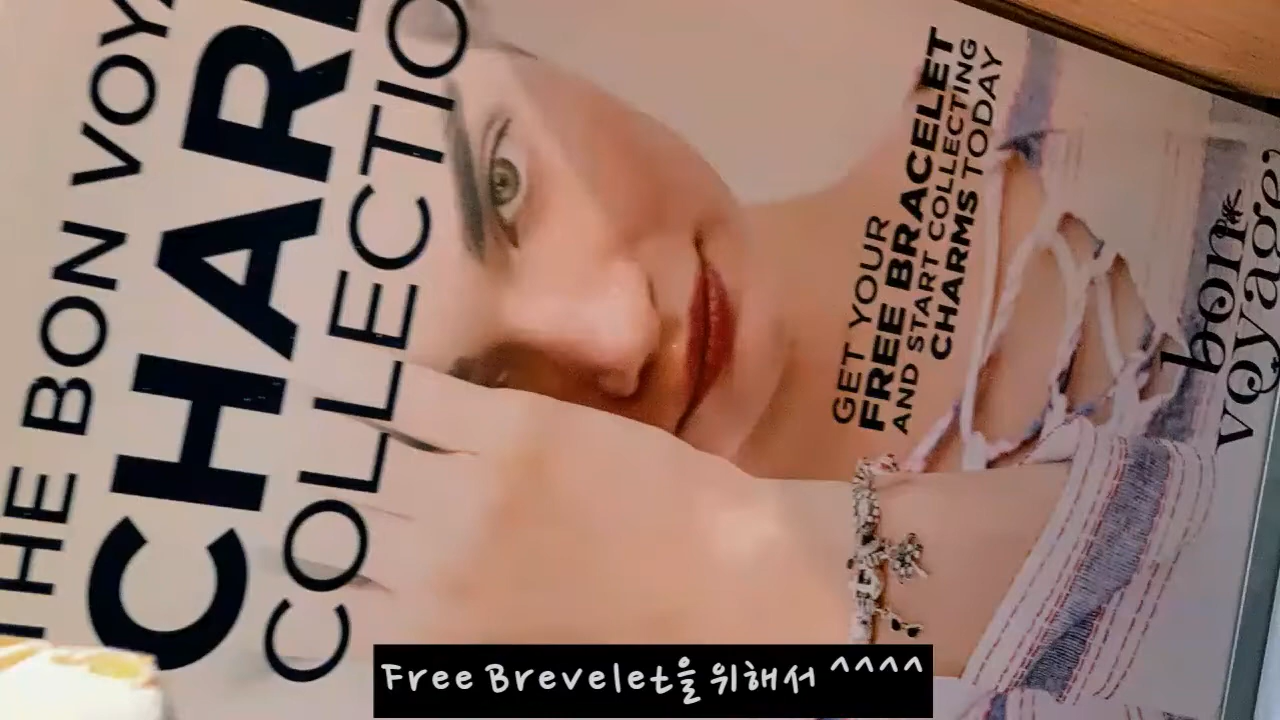 THE BON VOYA
CHAR
COLLECTIO
GET YOUR
FREE BRACELET
AND START COLLECTING
CHARMS TODAY
bon
voyage
Free Brevelet을 위해서 ^^^^